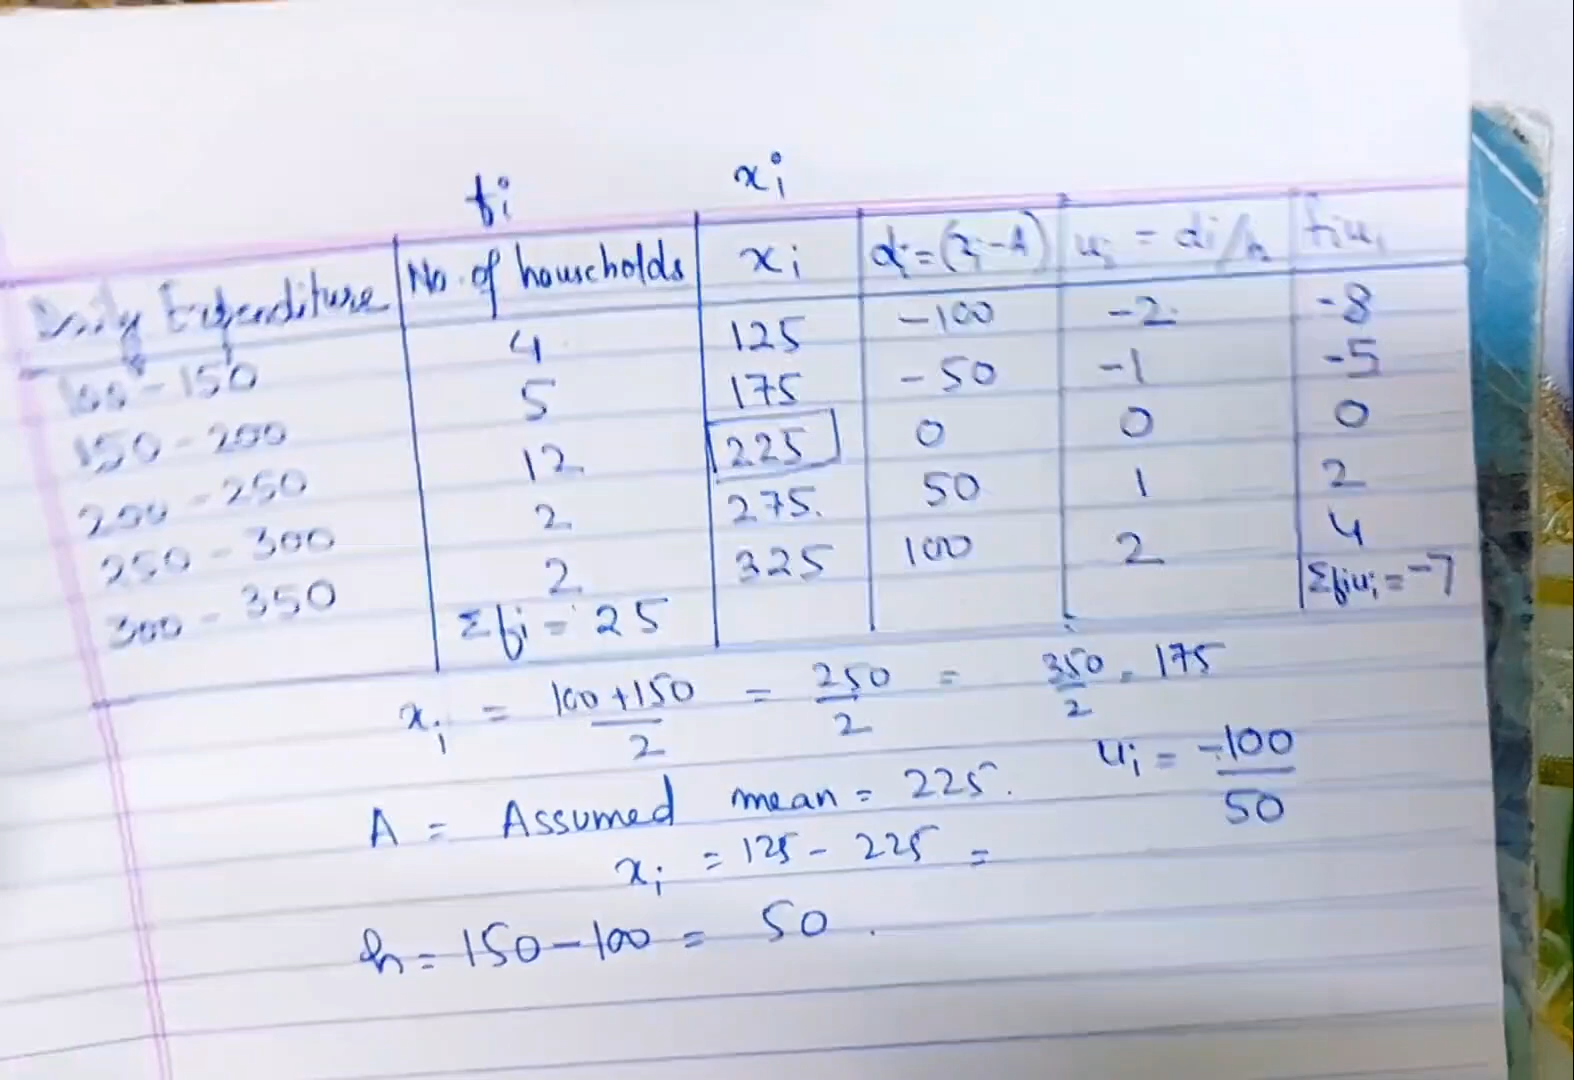 fi xi
Daily Expenditure No. of households xi di=(xi-A) ui = di/h fiui
100-150 4 125 -100 -2 -8
150-200 5 175 -50 -1 -5
200-250 12 225 0 0 0
250-300 2 275 50 1 2
300-350 2 325 100 2 4
Σfi = 25 Σfiui = -7
xi = 100+150/2 = 250/2 = 350/2 = 175
A = Assumed mean = 225. ui = -100/50
xi = 125 - 225 =
h = 150-100 = 50.